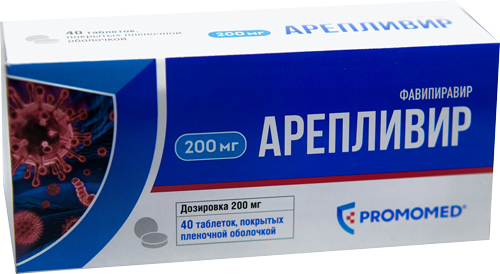 40 таблеток,
покрытых пленочной
оболочкой
200 мг
АРЕПЛИВИР
ФАВИПИРАВИР
200 мг
АРЕПЛИВИР
Дозировка 200 мг
40 таблеток, покрытых
пленочной оболочкой
PROMOMED®